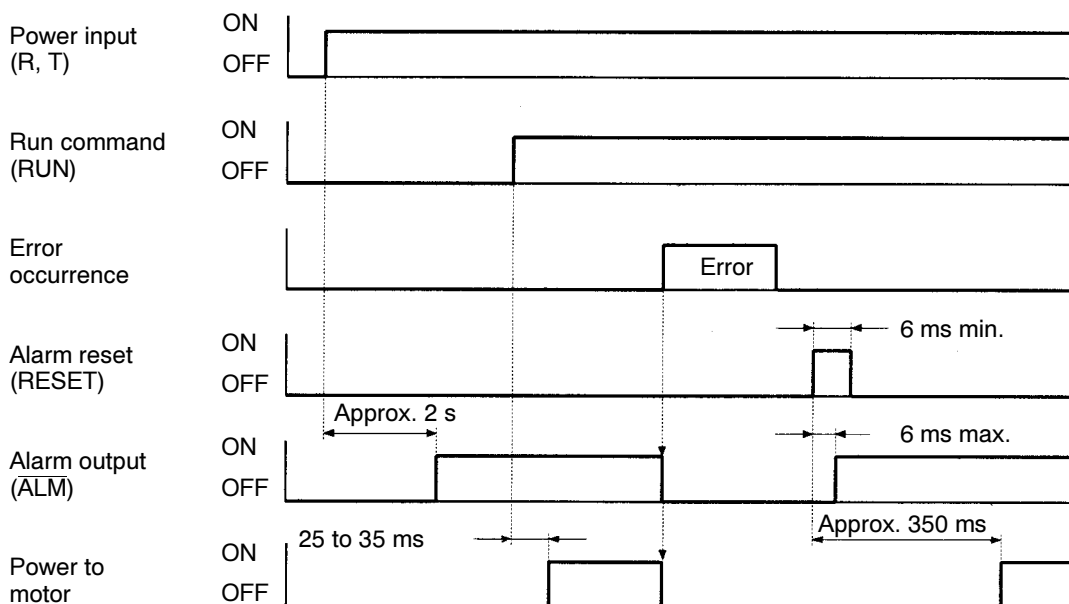 Power input
(R, T)
ON
OFF
Run command
(RUN)
ON
OFF
Error
occurrence
Error
Alarm reset
(RESET)
ON
OFF
6 ms min.
Approx. 2 s
Alarm output
(ALM)
ON
OFF
6 ms max.
25 to 35 ms
Approx. 350 ms
Power to
motor
ON
OFF